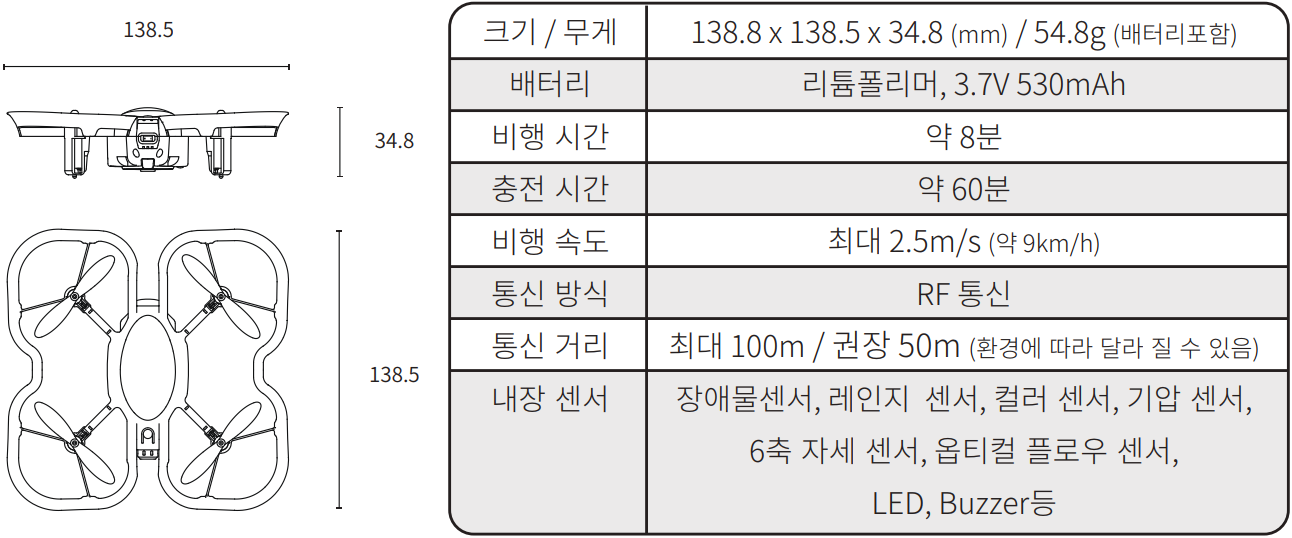 138.5
34.8
138.5
크기 / 무게 138.8 x 138.5 x 34.8 (mm) / 54.8g (배터리포함)
배터리 리튬폴리머, 3.7V 530mAh
비행 시간 약 8분
충전 시간 약 60분
비행 속도 최대 2.5m/s (약 9km/h)
통신 방식 RF 통신
통신 거리 최대 100m / 권장 50m (환경에 따라 달라 질 수 있음)
내장 센서 장애물센서, 레인지 센서, 컬러 센서, 기압 센서,
6축 자세 센서, 옵티컬 플로우 센서,
LED, Buzzer등